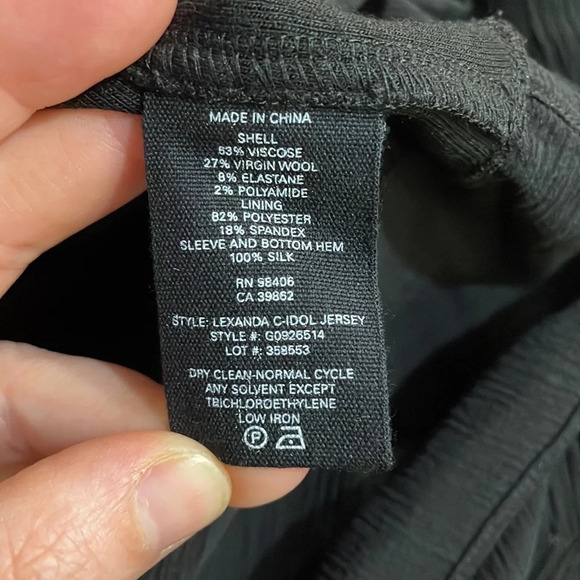 MADE IN CHINA
SHELL
63% VISCOSE
27% VIRGIN WOOL
8% ELASTANE
2% POLYAMIDE
LINING
82% POLYESTER
18% SPANDEX
SLEEVE AND BOTTOM HEM
100% SILK
RN 98406
CA 39862
STYLE: LEXANDA C-IDOL JERSEY
STYLE #: G0926514
LOT #: 358553
DRY CLEAN-NORMAL CYCLE
ANY SOLVENT EXCEPT
TRICHLOROETHYLENE
LOW IRON
P